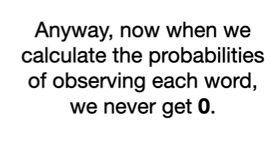 Anyway, now when we
calculate the probabilities
of observing each word,
we never get 0.